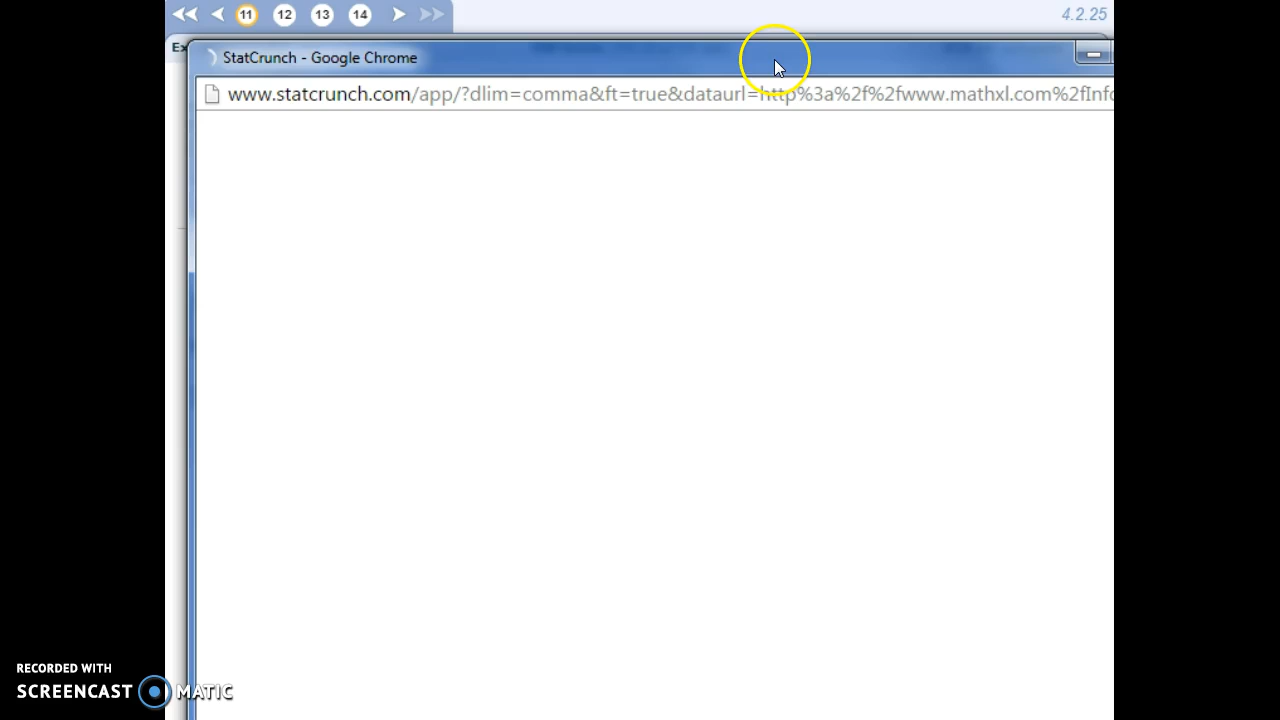 11 12 13 14
4.2.25
Ex
StatCrunch - Google Chrome
www.statcrunch.com/app/?dlim=comma&ft=true&dataurl=http%3a%2f%2fwww.mathxl.com%2fInfo
RECORDED WITH
SCREENCAST MATIC